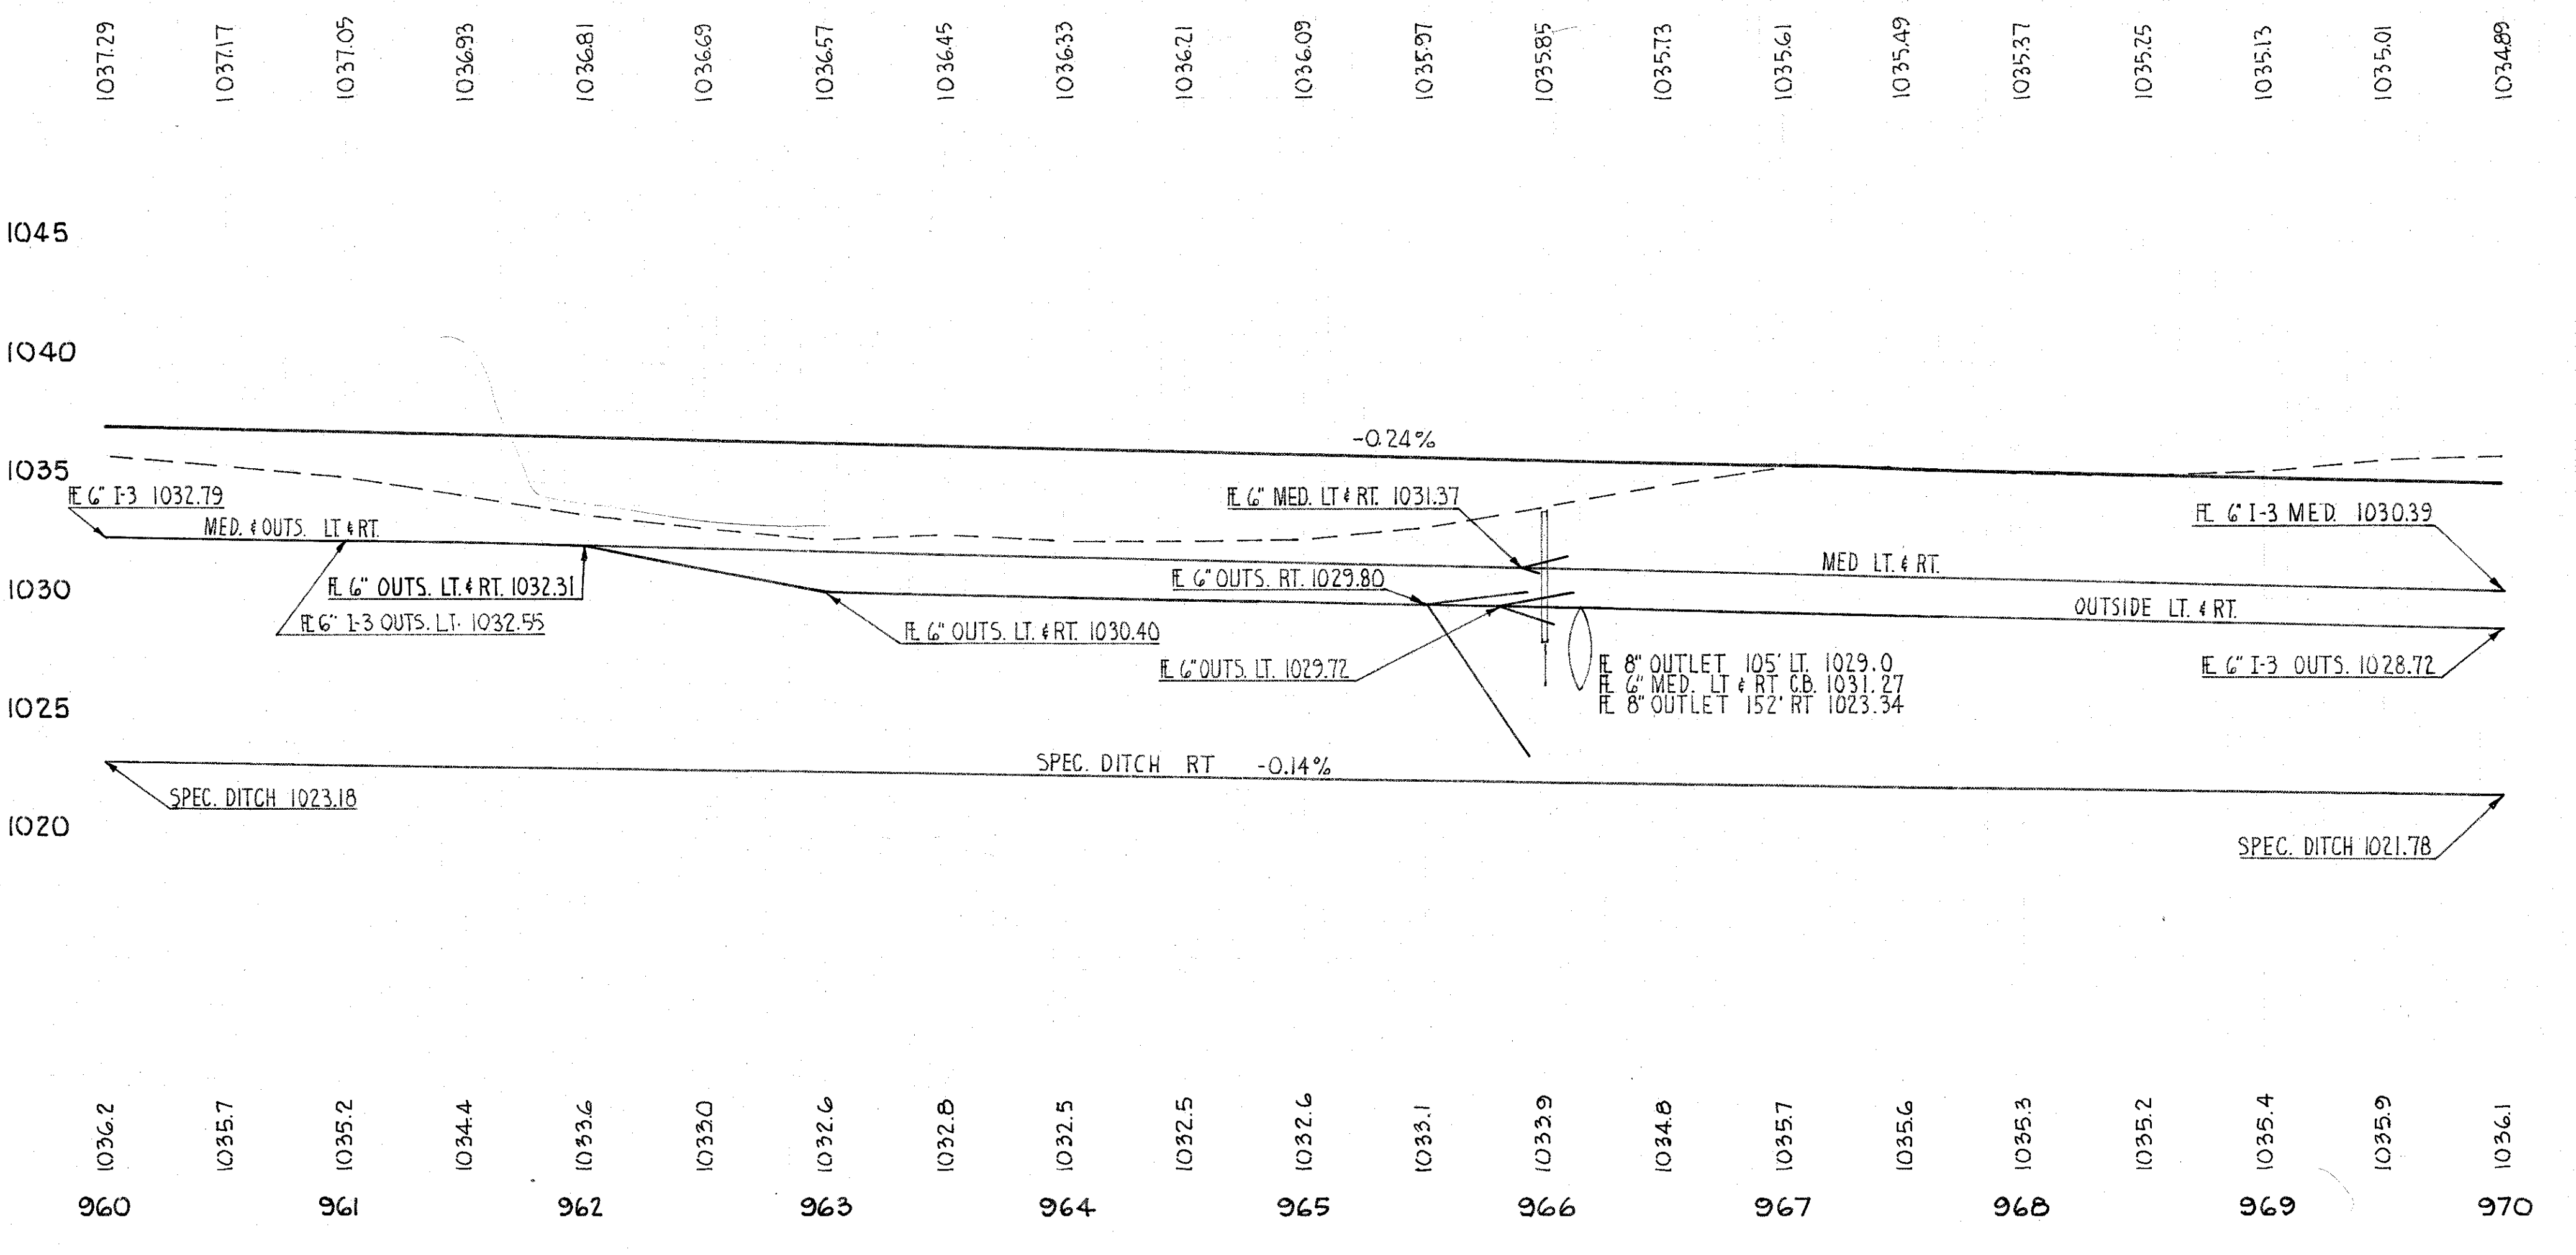 1037.29 1037.17 1037.05 1036.93 1036.81 1036.69 1036.57 1036.45 1036.33 1036.21 1036.09 1035.97 1035.85 1035.73 1035.61 1035.49 1035.37 1035.25 1035.13 1035.01 1034.89
1045
1040
-0.24%
1035
FL 6" I-3 1032.79
FL 6" MED. LT & RT. 1031.37
FL 6" I-3 MED. 1030.39
MED. & OUTS. LT & RT.
MED LT. & RT.
1030
FL 6" OUTS. LT. & RT. 1032.31
FL 6" OUTS. RT. 1029.80
OUTSIDE LT. & RT.
FL 6" I-3 OUTS. LT. 1032.55
FL 6" OUTS. LT. & RT. 1030.40
FL 6" OUTS. LT. 1029.72
FL 8" OUTLET 105' LT. 1029.0
FL 6" MED. LT & RT C.B. 1031.27
FL 8" OUTLET 152' RT 1023.34
FL 6" I-3 OUTS. 1028.72
1025
SPEC. DITCH RT -0.14%
SPEC. DITCH 1023.18
1020
SPEC. DITCH 1021.78
1036.2 1035.7 1035.2 1034.4 1033.6 1033.0 1032.6 1032.8 1032.5 1032.5 1032.6 1033.1 1033.9 1034.8 1035.7 1035.6 1035.3 1035.2 1035.4 1035.9 1036.1
960 961 962 963 964 965 966 967 968 969 970